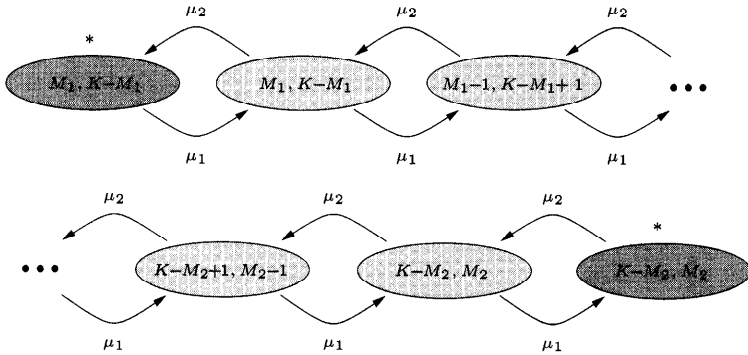 μ₂ μ₂ μ₂
*
M₁, K−M₁ M₁, K−M₁ M₁−1, K−M₁+1 •••
μ₁ μ₁ μ₁
μ₂ μ₂ μ₂
*
••• K−M₂+1, M₂−1 K−M₂, M₂ K−M₂, M₂
μ₁ μ₁ μ₁